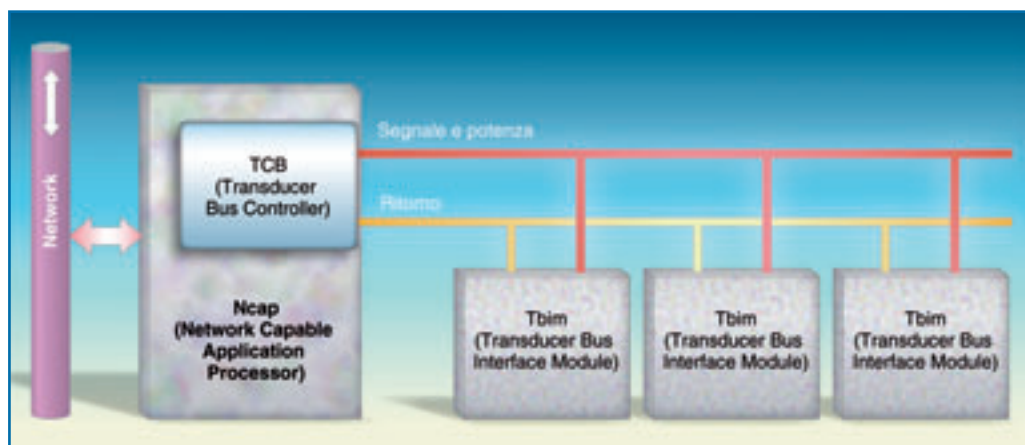 Network
TCB
(Transducer
Bus Controller)
Ncap
(Network Capable
Application
Processor)
Segnale e potenza
Ritorno
Tbim
(Transducer Bus
Interface Module)
Tbim
(Transducer Bus
Interface Module)
Tbim
(Transducer Bus
Interface Module)